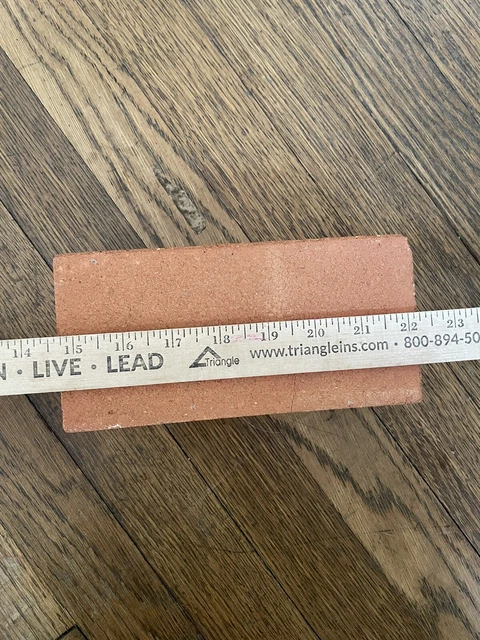 14 15 16 17 18 19 20 21 22 23
N · LIVE · LEAD Triangle www.triangleins.com · 800-894-50